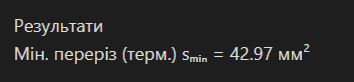 Результати
Мін. переріз (терм.) sₘᵢₙ = 42.97 мм²